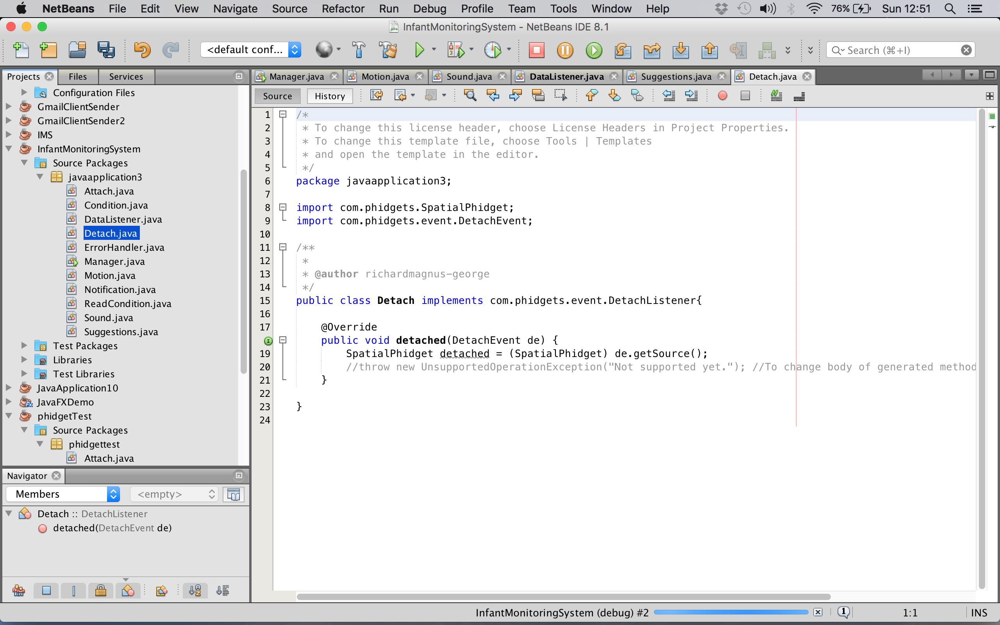 NetBeans File Edit View Navigate Source Refactor Run Debug Profile Team Tools Window Help 76% Sun 12:51
InfantMonitoringSystem - NetBeans IDE 8.1
<default conf... Search (⌘+I)
Projects Files Services
Configuration Files
GmailClientSender
GmailClientSender2
IMS
InfantMonitoringSystem
Source Packages
javaapplication3
Attach.java
Condition.java
DataListener.java
Detach.java
ErrorHandler.java
Manager.java
Motion.java
Notification.java
ReadCondition.java
Sound.java
Suggestions.java
Test Packages
Libraries
Test Libraries
JavaApplication10
JavaFXDemo
phidgetTest
Source Packages
phidgettest
Attach.java
Navigator
Members <empty>
Detach :: DetachListener
detached(DetachEvent de)
Manager.java Motion.java Sound.java DataListener.java Suggestions.java Detach.java
Source History
1 /*
2 * To change this license header, choose License Headers in Project Properties.
3 * To change this template file, choose Tools | Templates
4 * and open the template in the editor.
5 */
6 package javaapplication3;
7
8 import com.phidgets.SpatialPhidget;
9 import com.phidgets.event.DetachEvent;
10
11 /**
12 *
13 * @author richardmagnus-george
14 */
15 public class Detach implements com.phidgets.event.DetachListener{
16
17 @Override
public void detached(DetachEvent de) {
19 SpatialPhidget detached = (SpatialPhidget) de.getSource();
20 //throw new UnsupportedOperationException("Not supported yet."); //To change body of generated method
21 }
22
23 }
24
InfantMonitoringSystem (debug) #2 1 1:1 INS